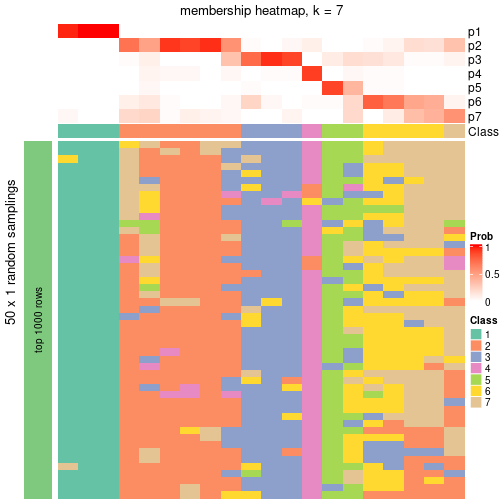 membership heatmap, k = 7
p1
p2
p3
p4
p5
p6
p7
Class
50 x 1 random samplings
top 1000 rows
Prob
1
0.5
0
Class
1
2
3
4
5
6
7